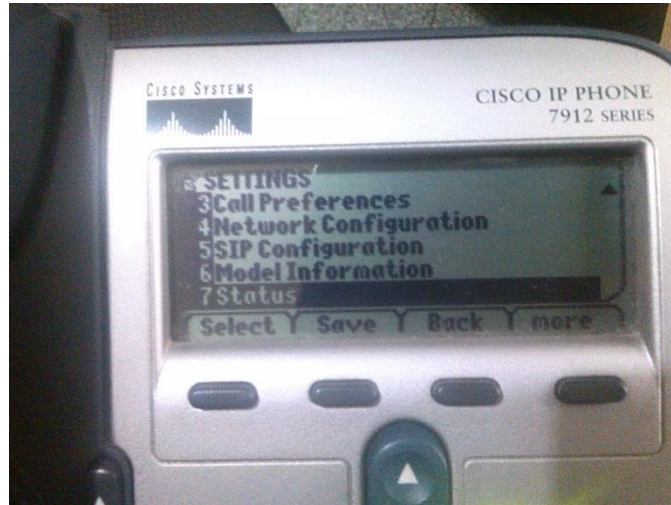 CISCO SYSTEMS
CISCO IP PHONE
7912 SERIES
SETTINGS
3 Call Preferences
4 Network Configuration
5 SIP Configuration
6 Model Information
7 Status
Select Save Back more